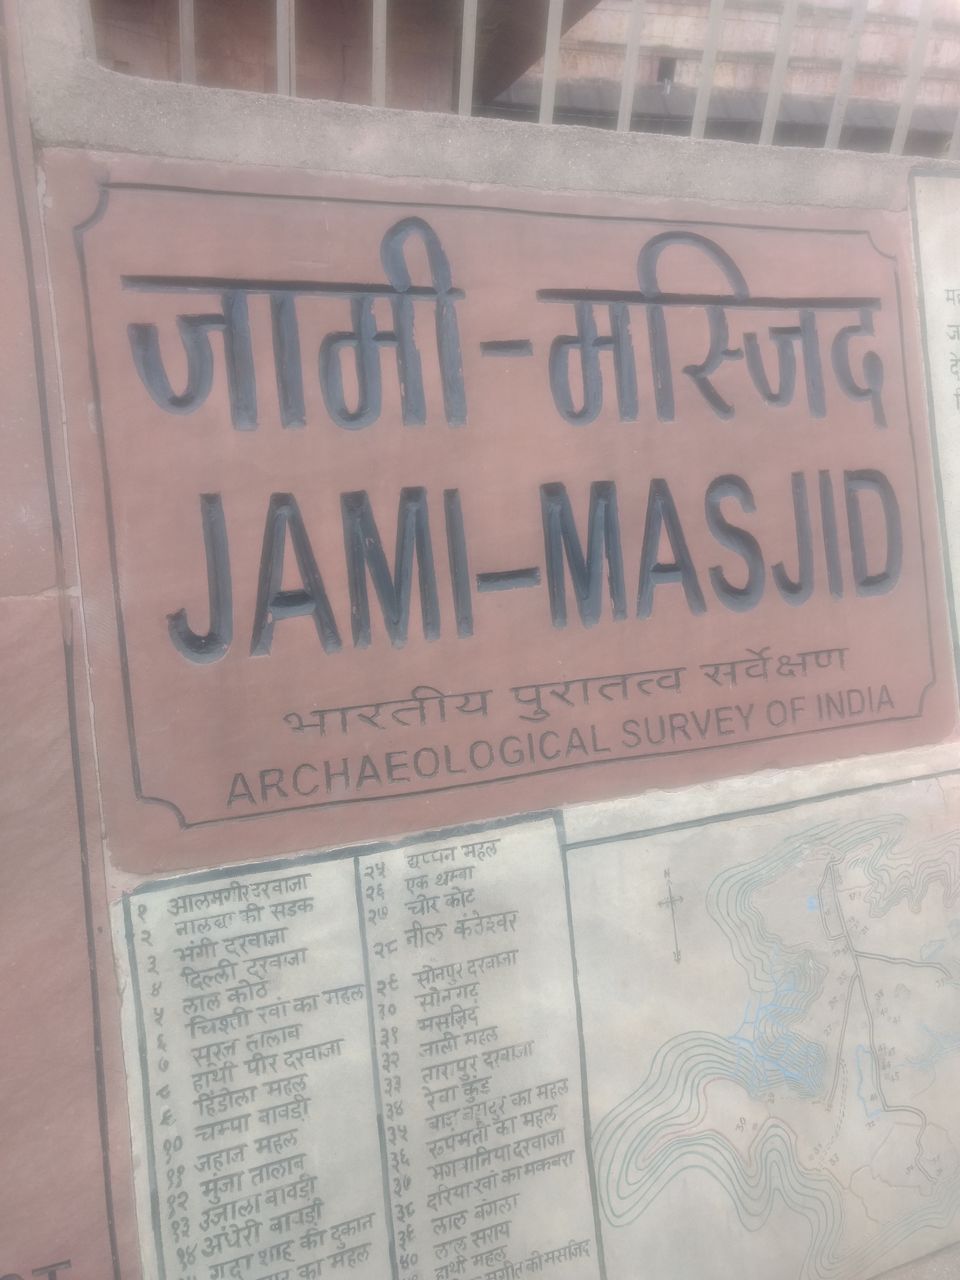 जामी-मस्जिद
JAMI-MASJID
भारतीय पुरातत्व सर्वेक्षण
ARCHAEOLOGICAL SURVEY OF INDIA
१ आलमगीर दरवाजा
२ की सडक
३ भंगी दरवाजा
४ दिल्ली दरवाजा
५ लाल कोठी
६ चिश्ती खां का महल
७ सूरज तालाब
८ हाथी पीर दरवाजा
९ हिंडोला महल
१० चम्पा बावडी
११ जहाज महल
१२ मुंजा तालाब
१३ उजाला बावडी
१४ अंधेरी बावडी
गदा शाह की दुकान
का महल
२५ छप्पन महल
२६ एक थम्बा
२७ चोर कोट
२८ नील कंठेश्वर
२९ सोनपुर दरवाजा
३० सोनगढ
३१ मसजिद
३२ जाली महल
३३ तारापुर दरवाजा
३४ रेवा कुंड
३५ बाज बहादुर का महल
३६ रूपमती का महल
३७ भगवानिया दरवाजा
३८ दरिया खां का मकबरा
३९ लाल बंगला
४० लाल सराय
हाथी महल
की मसजिद
N